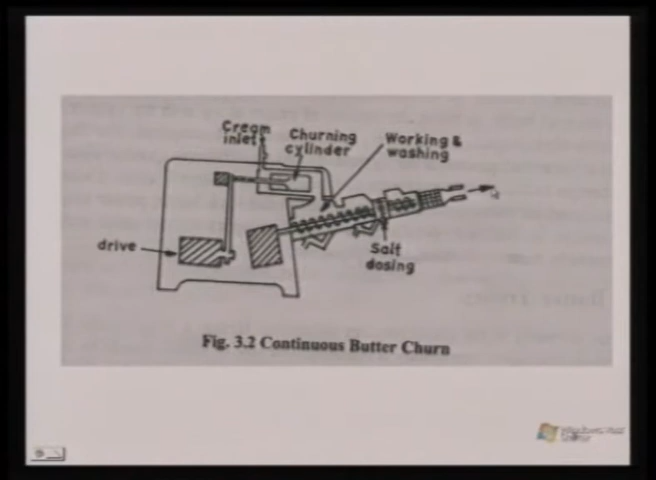 Cream
inlet
Churning
cylinder
Working &
washing
drive
Salt
dosing
Fig. 3.2 Continuous Butter Churn